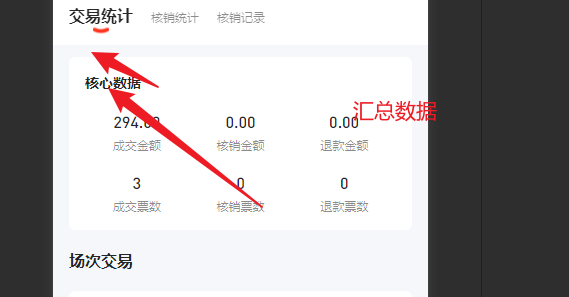 交易统计 核销统计 核销记录
核心数据
汇总数据
294.00 0.00 0.00
成交金额 核销金额 退款金额
3 0 0
成交票数 核销票数 退款票数
场次交易